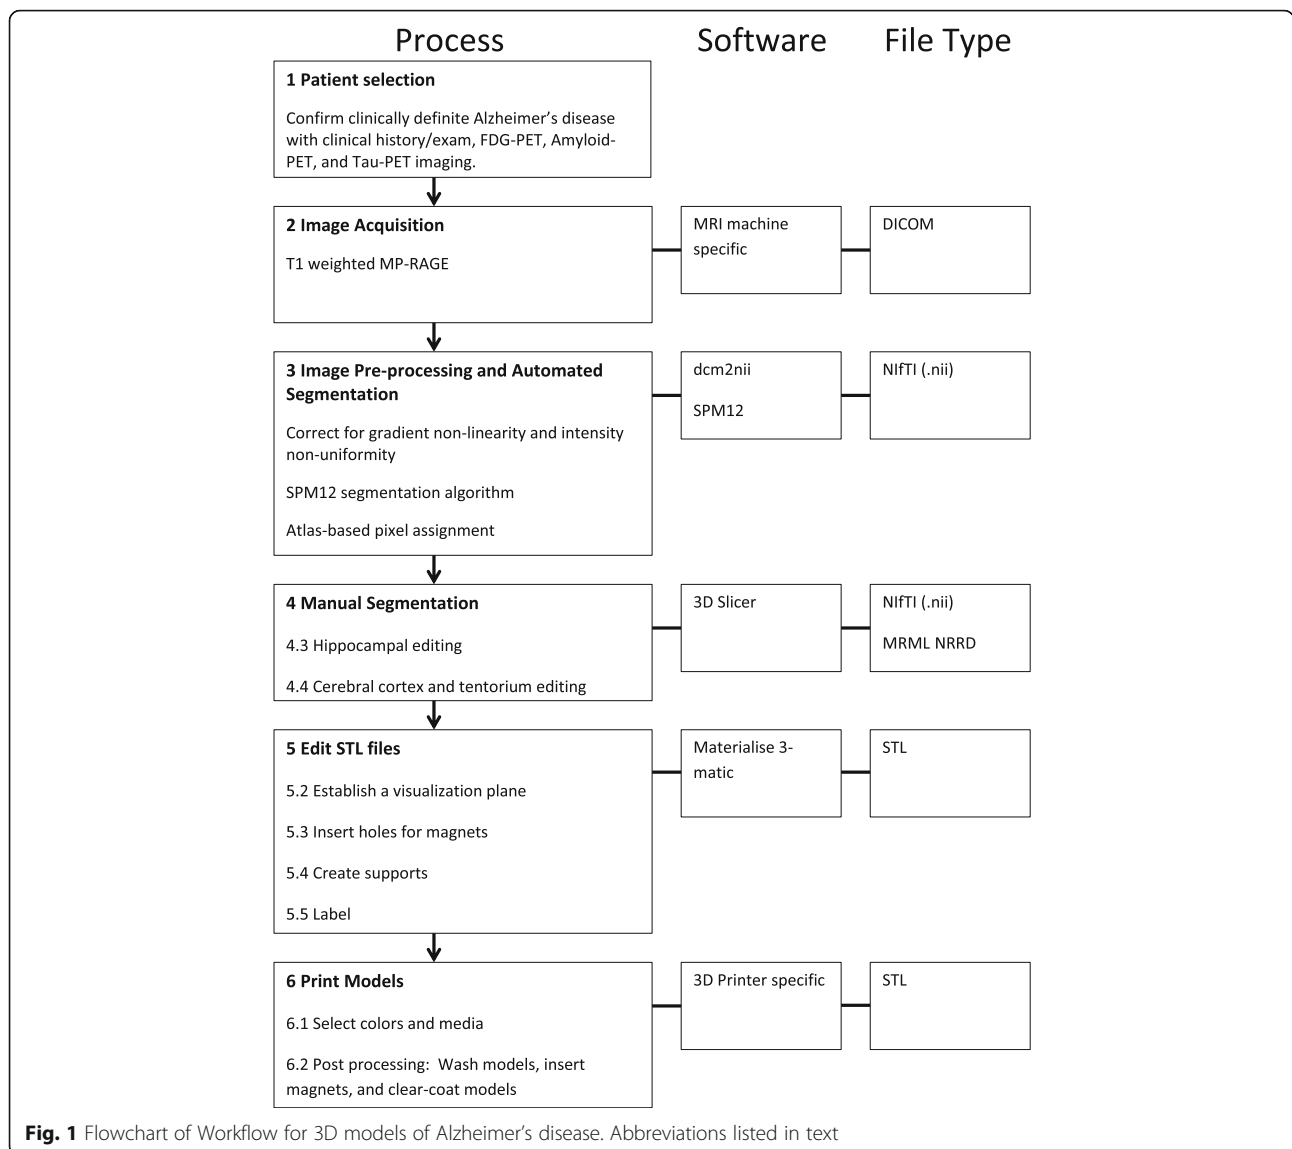 Process
Software
File Type
1 Patient selection
Confirm clinically definite Alzheimer's disease
with clinical history/exam, FDG-PET, Amyloid-
PET, and Tau-PET imaging.
2 Image Acquisition
T1 weighted MP-RAGE
MRI machine
specific
DICOM
3 Image Pre-processing and Automated
Segmentation
Correct for gradient non-linearity and intensity
non-uniformity
SPM12 segmentation algorithm
Atlas-based pixel assignment
dcm2nii
SPM12
NIfTI (.nii)
4 Manual Segmentation
4.3 Hippocampal editing
4.4 Cerebral cortex and tentorium editing
3D Slicer
NIfTI (.nii)
MRML NRRD
5 Edit STL files
5.2 Establish a visualization plane
5.3 Insert holes for magnets
5.4 Create supports
5.5 Label
Materialise 3-
matic
STL
6 Print Models
6.1 Select colors and media
6.2 Post processing: Wash models, insert
magnets, and clear-coat models
3D Printer specific
STL
Fig. 1 Flowchart of Workflow for 3D models of Alzheimer's disease. Abbreviations listed in text